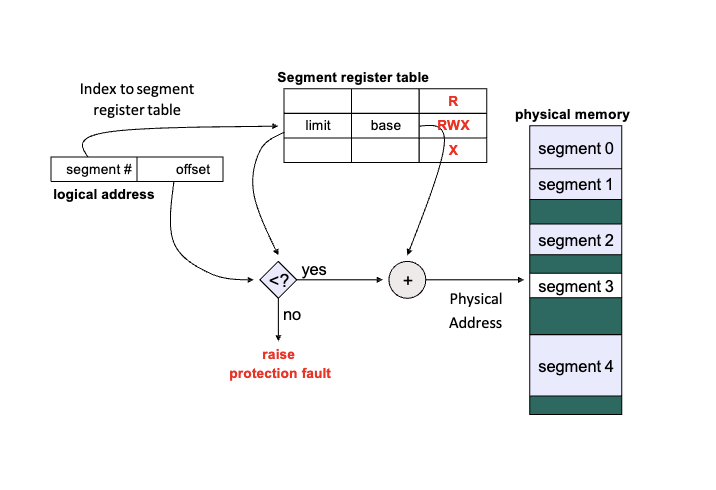 Index to segment
register table
Segment register table
R
limit base RWX
X
segment # offset
logical address
physical memory
segment 0
segment 1
segment 2
segment 3
segment 4
<?
yes
no
+
Physical
Address
raise
protection fault